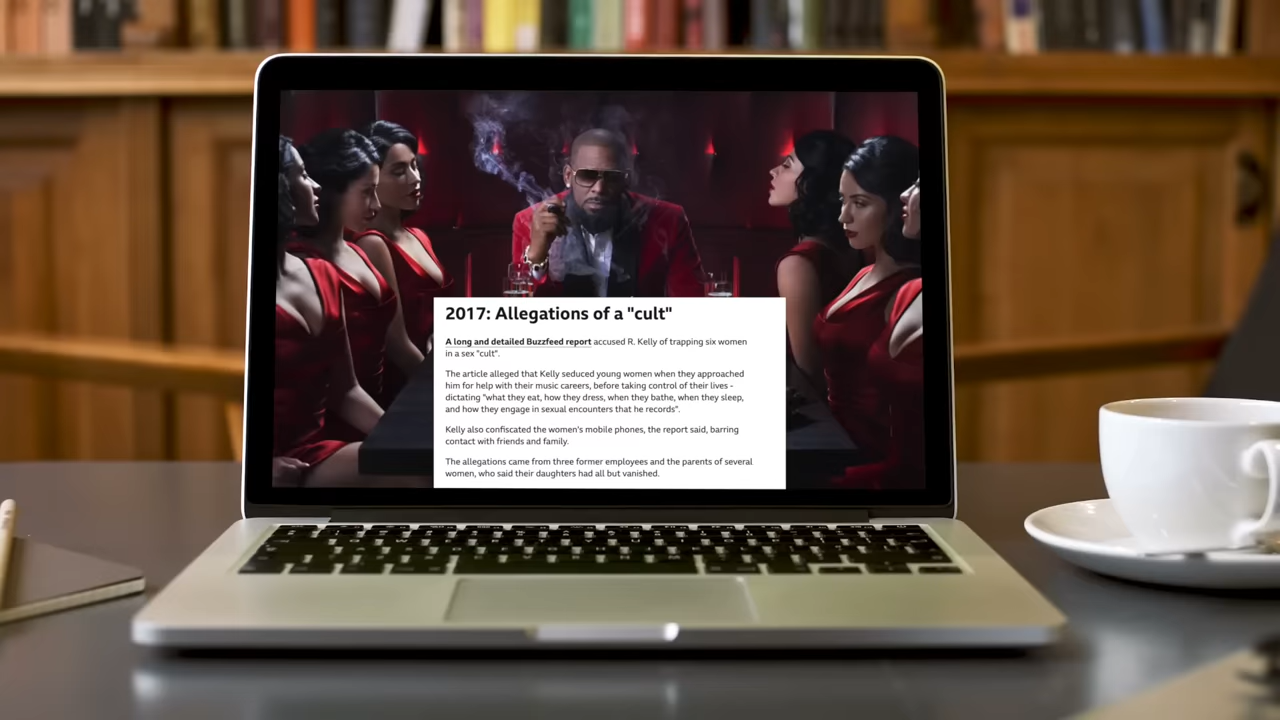 2017: Allegations of a "cult"
A long and detailed Buzzfeed report accused R. Kelly of trapping six women
in a sex "cult".
The article alleged that Kelly seduced young women when they approached
him for help with their music careers, before taking control of their lives -
dictating "what they eat, how they dress, when they bathe, when they sleep,
and how they engage in sexual encounters that he records".
Kelly also confiscated the women's mobile phones, the report said, barring
contact with friends and family.
The allegations came from three former employees and the parents of several
women, who said their daughters had all but vanished.